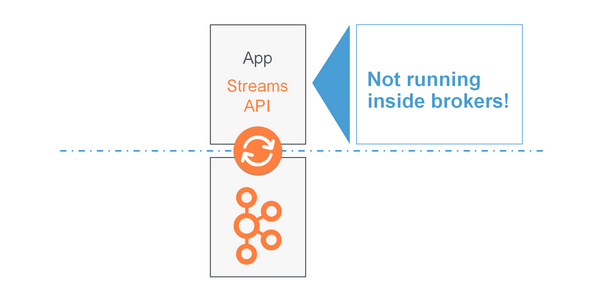 App
Streams
API
Not running
inside brokers!